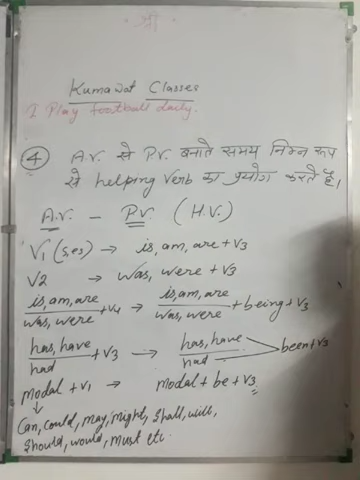 श्री
Kumawat Classes
I Play football daily.
④ A.V. से P.V. बनाते समय निम्न रूप
से helping verb का प्रयोग करते है।
A.V. - P.V. (H.V.)
V1 (s,es) → is, am, are + V3
V2 → was, were + V3
is, am, are / was, were + V4 → is, am, are / was, were + being + V3
has, have / had + V3 → has, have / had been + V3
modal + V1 → modal + be + V3
↓
Can, could, may, might, shall, will,
should, would, must etc.